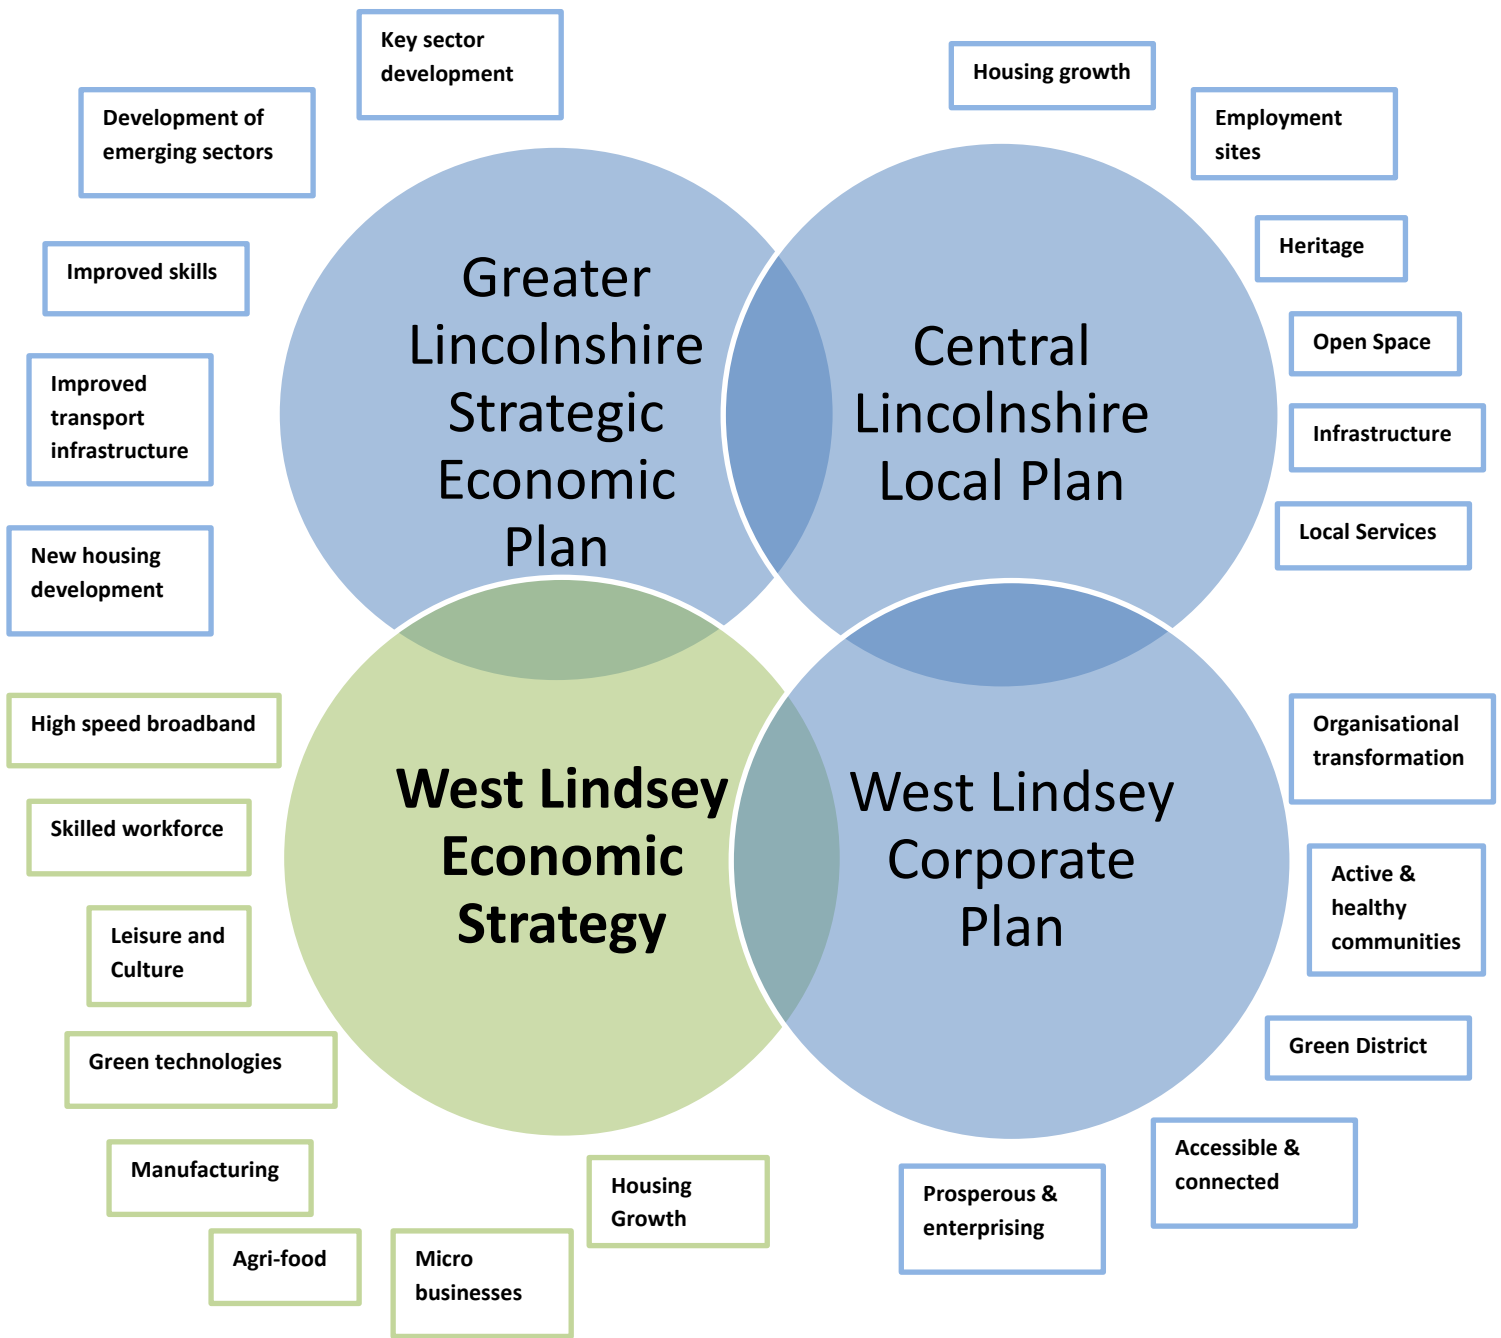 Key sector
development
Development of
emerging sectors
Improved skills
Improved
transport
infrastructure
New housing
development
Greater
Lincolnshire
Strategic
Economic
Plan
Housing growth
Employment
sites
Heritage
Open Space
Infrastructure
Local Services
Central
Lincolnshire
Local Plan
High speed broadband
Skilled workforce
Leisure and
Culture
Green technologies
Manufacturing
Agri-food
Micro
businesses
Housing
Growth
West Lindsey
Economic
Strategy
West Lindsey
Corporate
Plan
Organisational
transformation
Active &
healthy
communities
Green District
Accessible &
connected
Prosperous &
enterprising